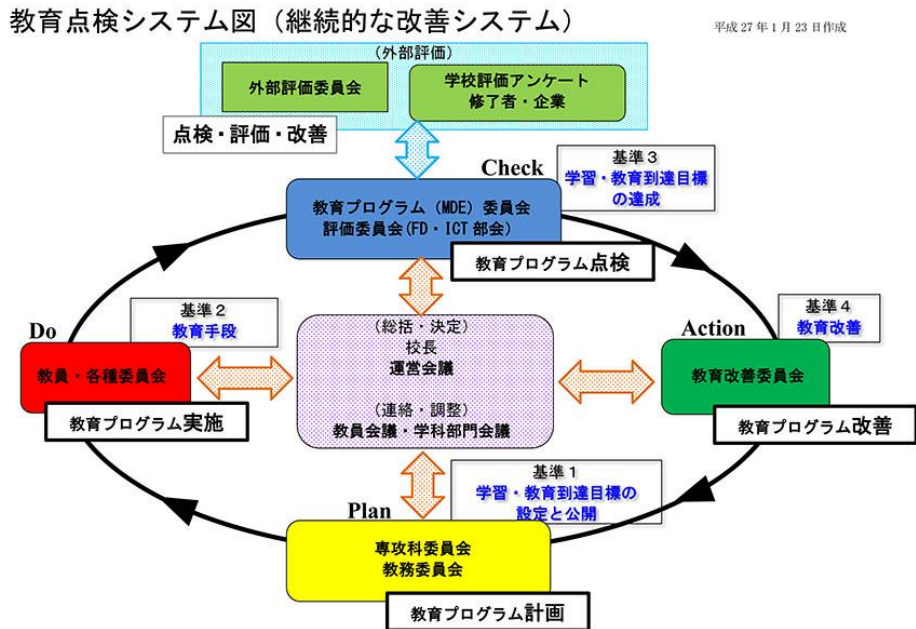 教育点検システム図（継続的な改善システム）
平成 27 年 1 月 23 日作成
（外部評価）
外部評価委員会
学校評価アンケート
修了者・企業
点検・評価・改善
Check
基準３
学習・教育到達目標
の達成
教育プログラム（MDE）委員会
評価委員会(FD・ICT 部会)
教育プログラム点検
Do
基準２
教育手段
教員・各種委員会
教育プログラム実施
（総括・決定）
校長
運営会議
（連絡・調整）
教員会議・学科部門会議
Action
基準４
教育改善
教育改善委員会
教育プログラム改善
Plan
基準１
学習・教育到達目標の
設定と公開
専攻科委員会
教務委員会
教育プログラム計画